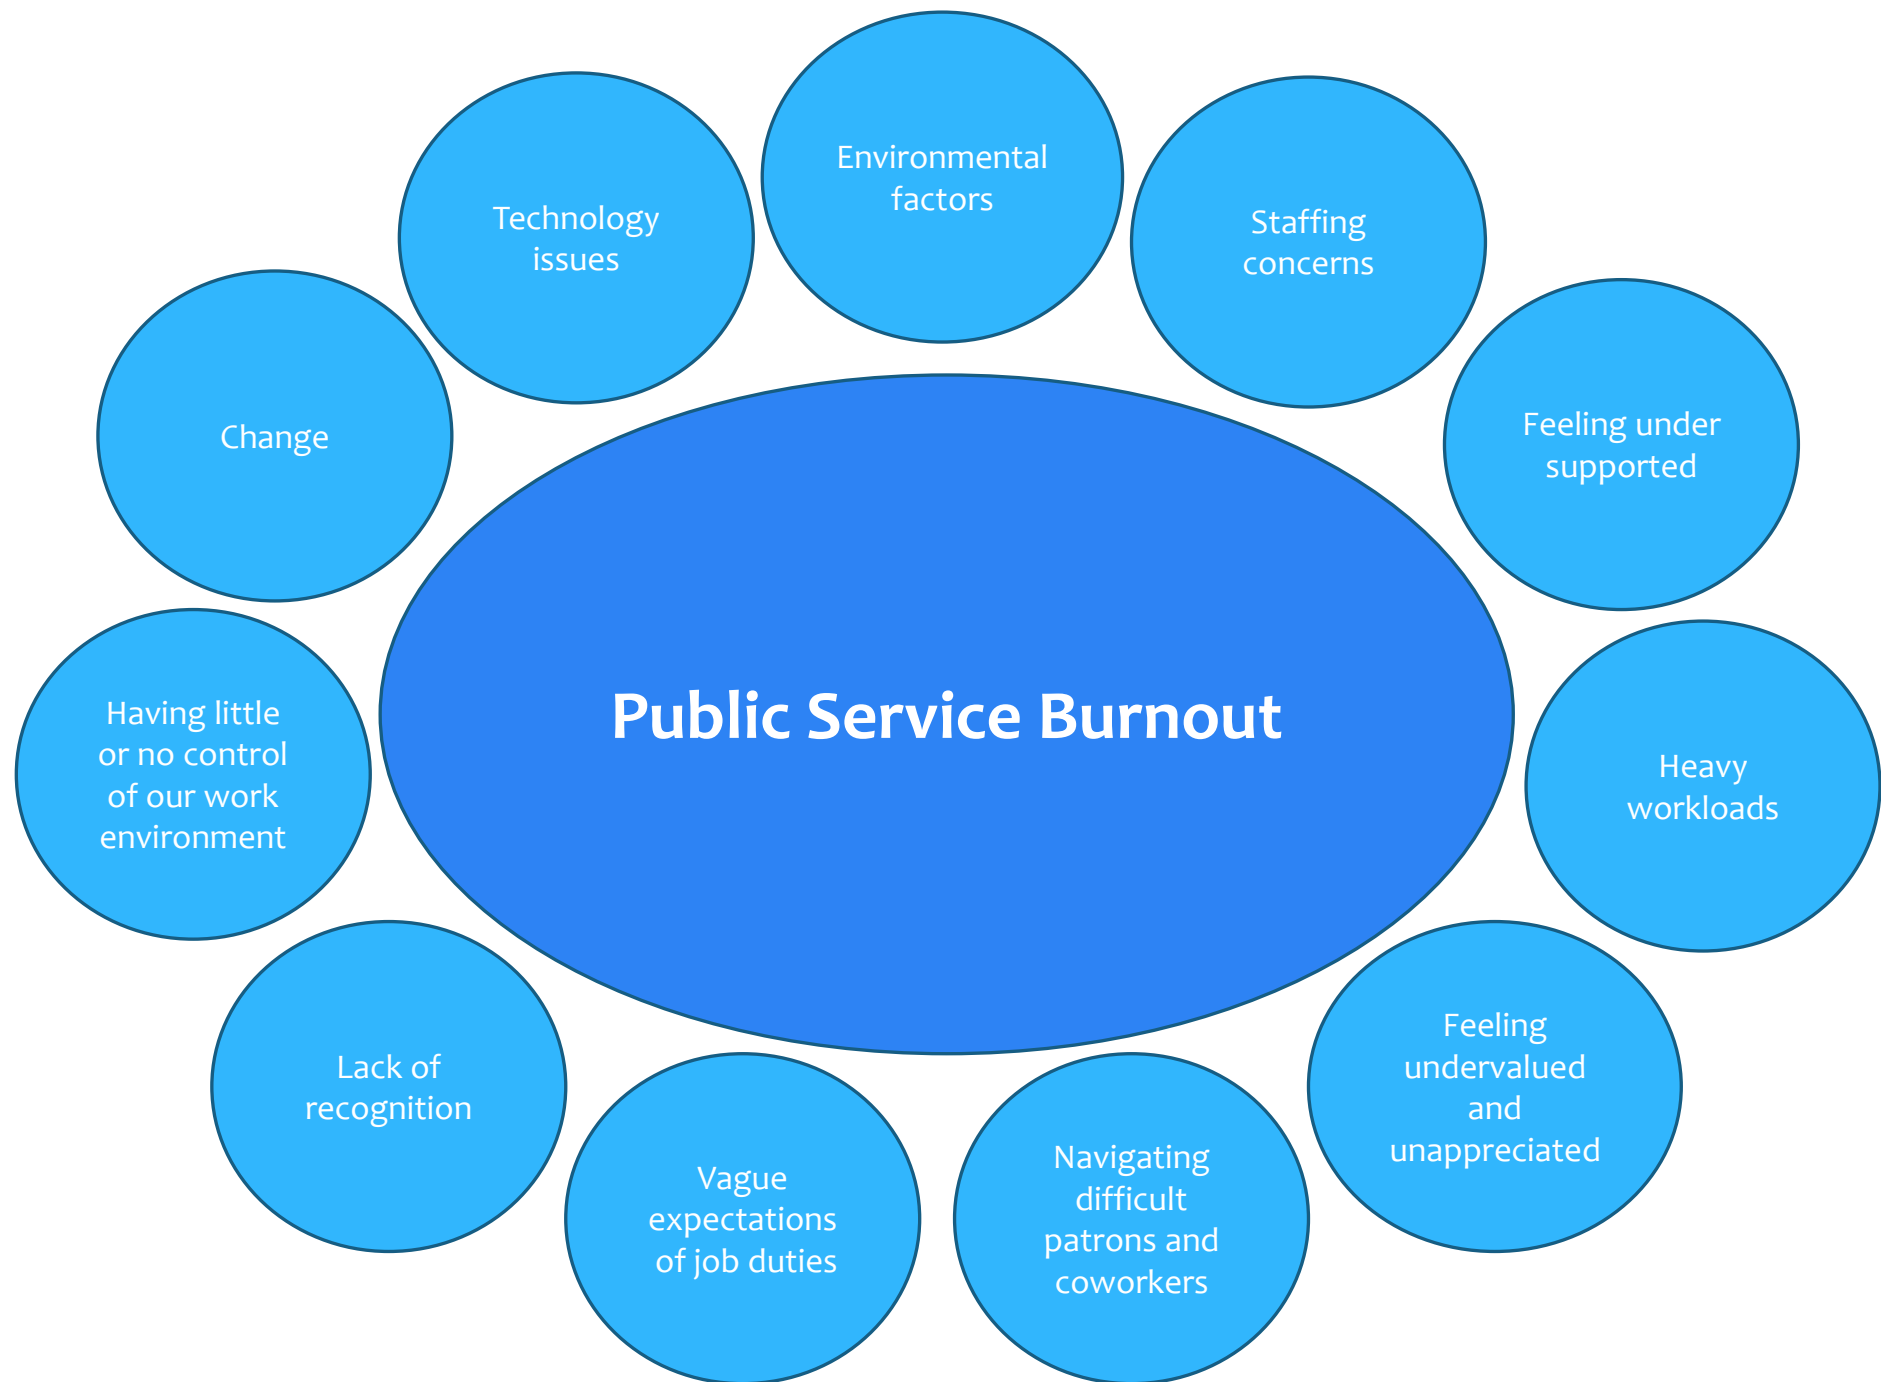 Environmental
factors
Staffing
concerns
Feeling under
supported
Heavy
workloads
Feeling
undervalued
and
unappreciated
Navigating
difficult
patrons and
coworkers
Vague
expectations
of job duties
Lack of
recognition
Having little
or no control
of our work
environment
Change
Technology
issues
Public Service Burnout